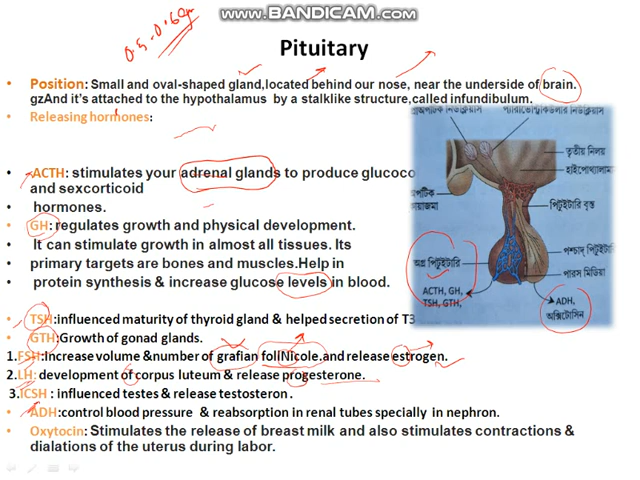 WWW.BANDICAM.COM
0.5-0.6gm
Pituitary
Position: Small and oval-shaped gland,located behind our nose, near the underside of brain.
gzAnd it's attached to the hypothalamus by a stalklike structure,called infundibulum.
Releasing hormones:
ACTH: stimulates your adrenal glands to produce glucoco
and sexcorticoid
hormones.
GH: regulates growth and physical development.
It can stimulate growth in almost all tissues. Its
primary targets are bones and muscles.Help in
protein synthesis & increase glucose levels in blood.
TSH: influenced maturity of thyroid gland & helped secretion of T3
GTH:Growth of gonad glands.
1.FSH:Increase volume &number of grafian follNicole.and release estrogen.
2.LH: development of corpus luteum & release progesterone.
3.ICSH : influenced testes & release testosteron .
ADH:control blood pressure & reabsorption in renal tubes specially in nephron.
Oxytocin: Stimulates the release of breast milk and also stimulates contractions &
dialations of the uterus during labor.
তৃতীয় নিলয়
হাইপোথ্যালামা
পিটুইটারি বৃন্ত
পশ্চাদ পিটুইটা
পারস মিডিয়া
অগ্র পিটুইটারি
ACTH, GH,
TSH, GTH,
ADH,
অক্সিটোসিন